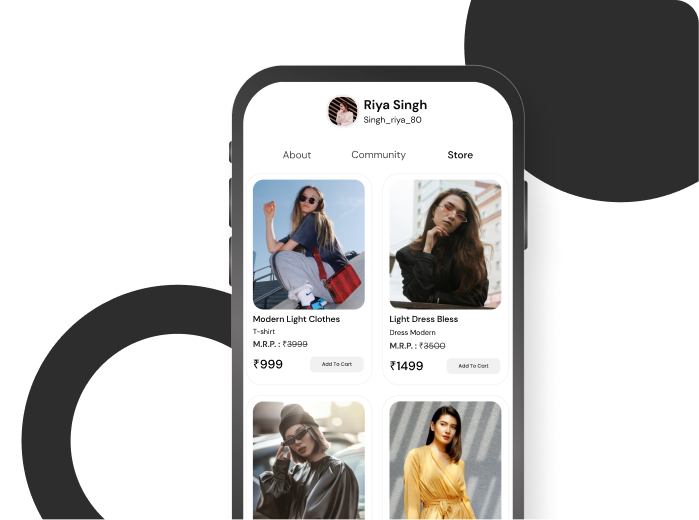 Riya Singh
Singh_riya_80
About Community Store
Modern Light Clothes
T-shirt
M.R.P. : ₹3999
₹999 Add To Cart
Light Dress Bless
Dress Modern
M.R.P. : ₹3500
₹1499 Add To Cart